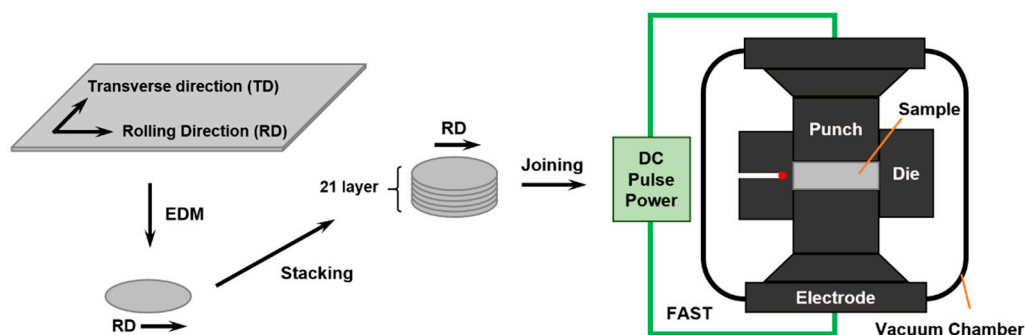 Transverse direction (TD)
Rolling Direction (RD)
EDM
RD
Stacking
21 layer
RD
Joining
DC
Pulse
Power
FAST
Punch
Sample
Die
Electrode
Vacuum Chamber